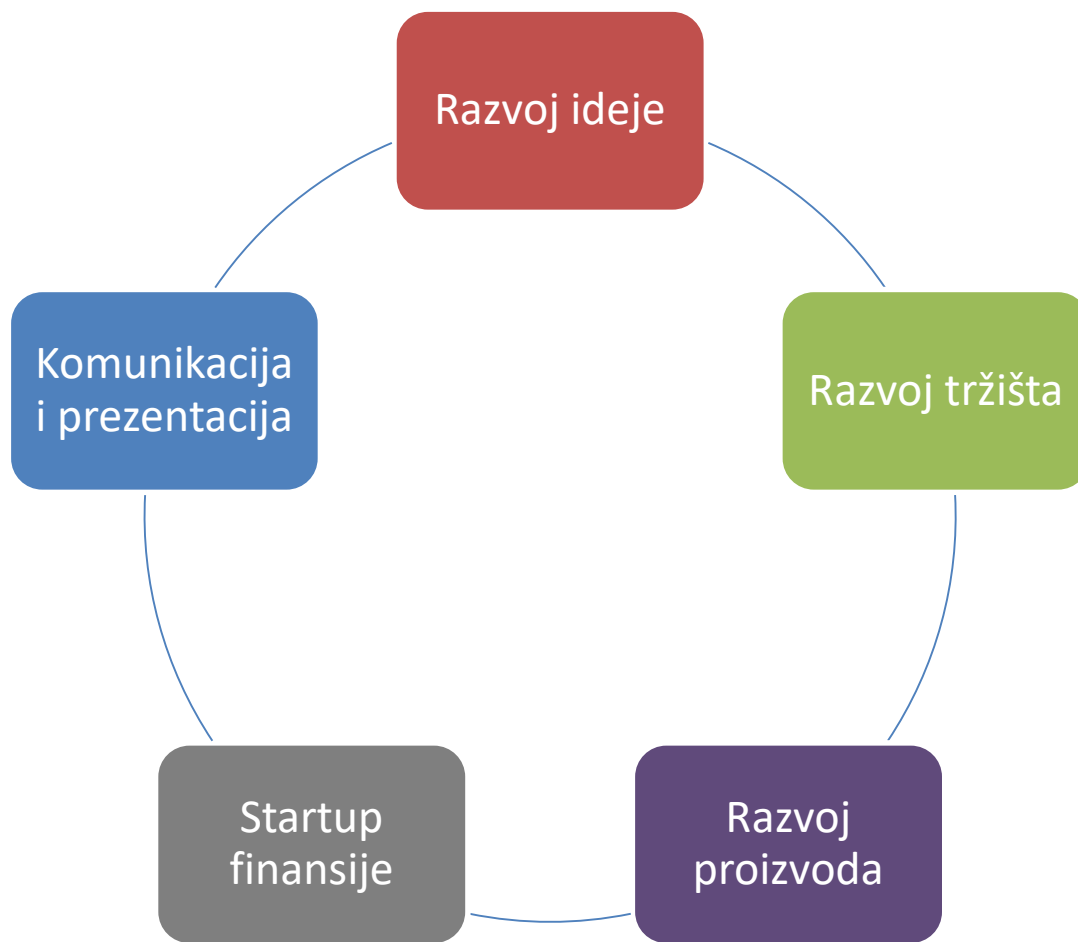 Razvoj ideje
Komunikacija
i prezentacija
Razvoj tržišta
Startup
finansije
Razvoj
proizvoda